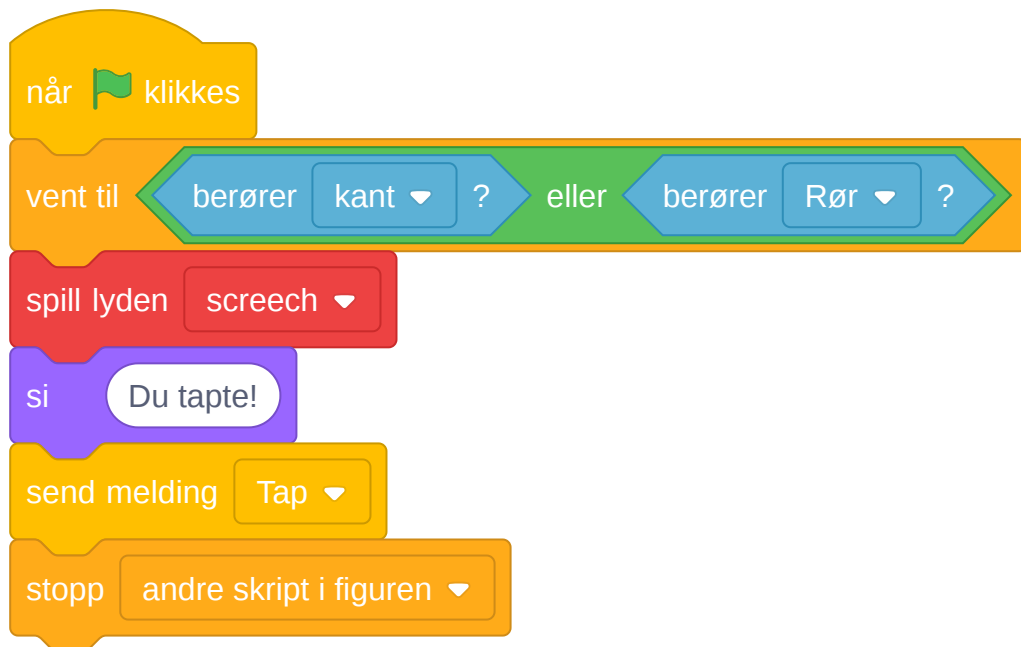 når klikkes
vent til berører kant ? eller berører Rør ?
spill lyden screech
si Du tapte!
send melding Tap
stopp andre skript i figuren